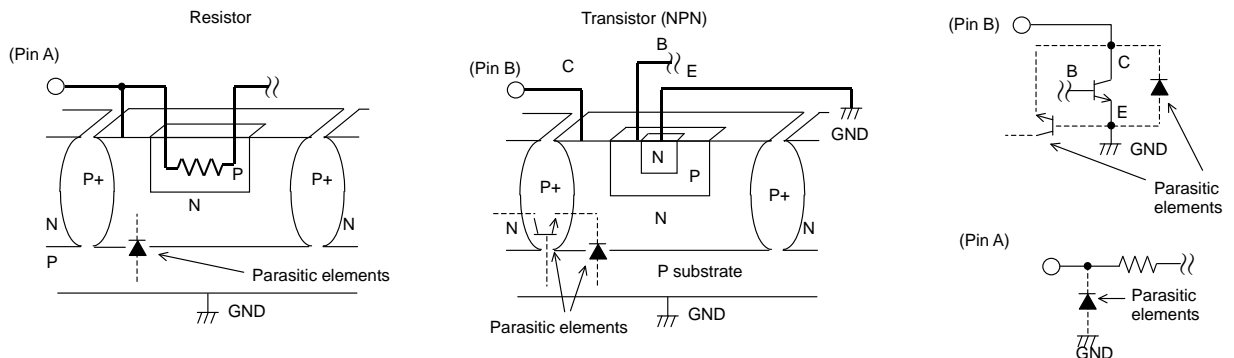 Resistor
(Pin A)
P+
P
P+
N
N
N
P
Parasitic elements
GND
Transistor (NPN)
(Pin B)
C
B
E
GND
P+
N
P
P+
N
N
N
P substrate
Parasitic elements
GND
(Pin B)
C
B
E
GND
Parasitic
elements
(Pin A)
Parasitic
elements
GND